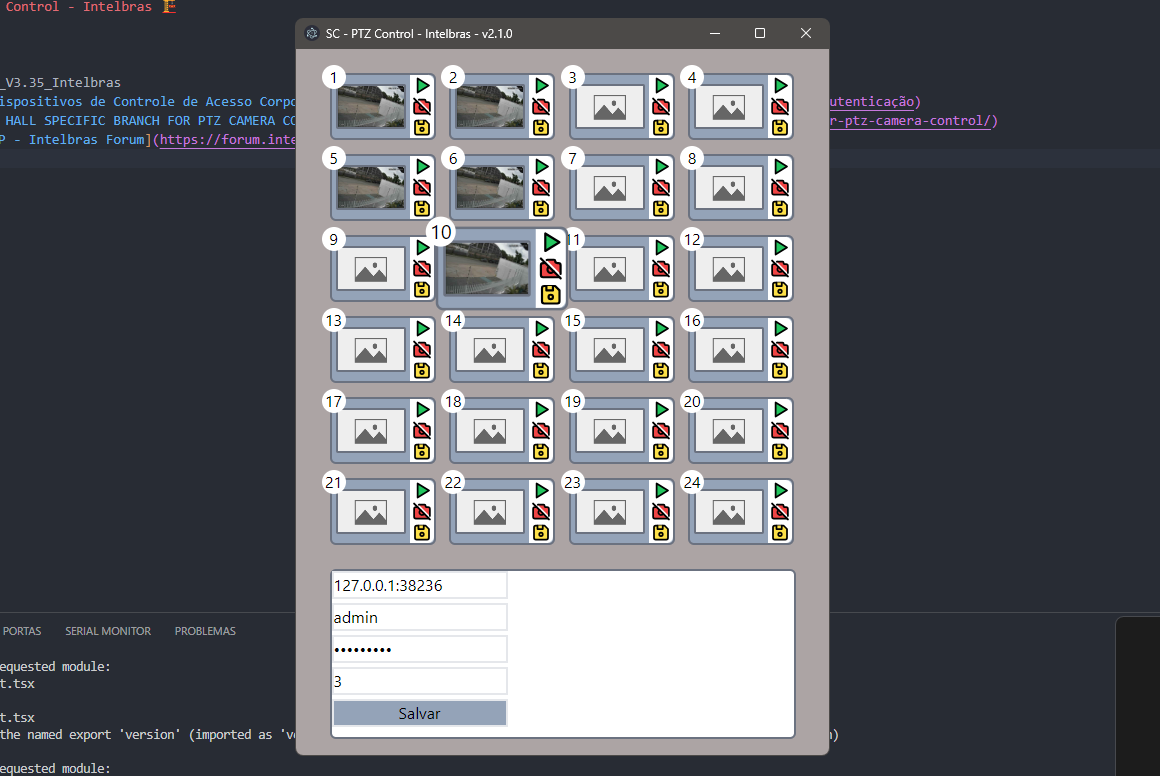 Control - Intelbras
SC - PTZ Control - Intelbras - v2.1.0
_V3.35_Intelbras
ispositivos de Controle de Acesso Corpo
utenticação)
HALL SPECIFIC BRANCH FOR PTZ CAMERA CO
r-ptz-camera-control/)
P - Intelbras Forum](https://forum.inte
1 2 3 4
5 6 7 8
9 10 11 12
13 14 15 16
17 18 19 20
21 22 23 24
127.0.0.1:38236
admin
•••••••••
3
Salvar
PORTAS SERIAL MONITOR PROBLEMAS
equested module:
t.tsx
t.tsx
the named export 'version' (imported as 've
n)
equested module: